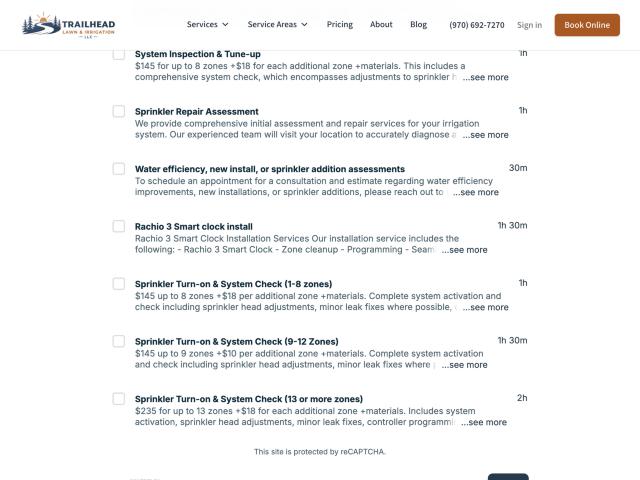 TRAILHEAD
LAWN & IRRIGATION
LLC
Services
Service Areas
Pricing
About
Blog
(970) 692-7270
Sign in
Book Online
System Inspection & Tune-up
1h
$145 for up to 8 zones +$18 for each additional zone +materials. This includes a
comprehensive system check, which encompasses adjustments to sprinkler h ...see more
Sprinkler Repair Assessment
1h
We provide comprehensive initial assessment and repair services for your irrigation
system. Our experienced team will visit your location to accurately diagnose a ...see more
Water efficiency, new install, or sprinkler addition assessments
30m
To schedule an appointment for a consultation and estimate regarding water efficiency
improvements, new installations, or sprinkler additions, please reach out to ...see more
Rachio 3 Smart clock install
1h 30m
Rachio 3 Smart Clock Installation Services Our installation service includes the
following: - Rachio 3 Smart Clock - Zone cleanup - Programming - Seam ...see more
Sprinkler Turn-on & System Check (1-8 zones)
1h
$145 up to 8 zones +$18 per additional zone +materials. Complete system activation and
check including sprinkler head adjustments, minor leak fixes where possible, ...see more
Sprinkler Turn-on & System Check (9-12 Zones)
1h 30m
$145 up to 9 zones +$10 per additional zone +materials. Complete system activation
and check including sprinkler head adjustments, minor leak fixes where ...see more
Sprinkler Turn-on & System Check (13 or more zones)
2h
$235 for up to 13 zones +$18 for each additional zone +materials. Includes system
activation, sprinkler head adjustments, minor leak fixes, controller programmi ...see more
This site is protected by reCAPTCHA.